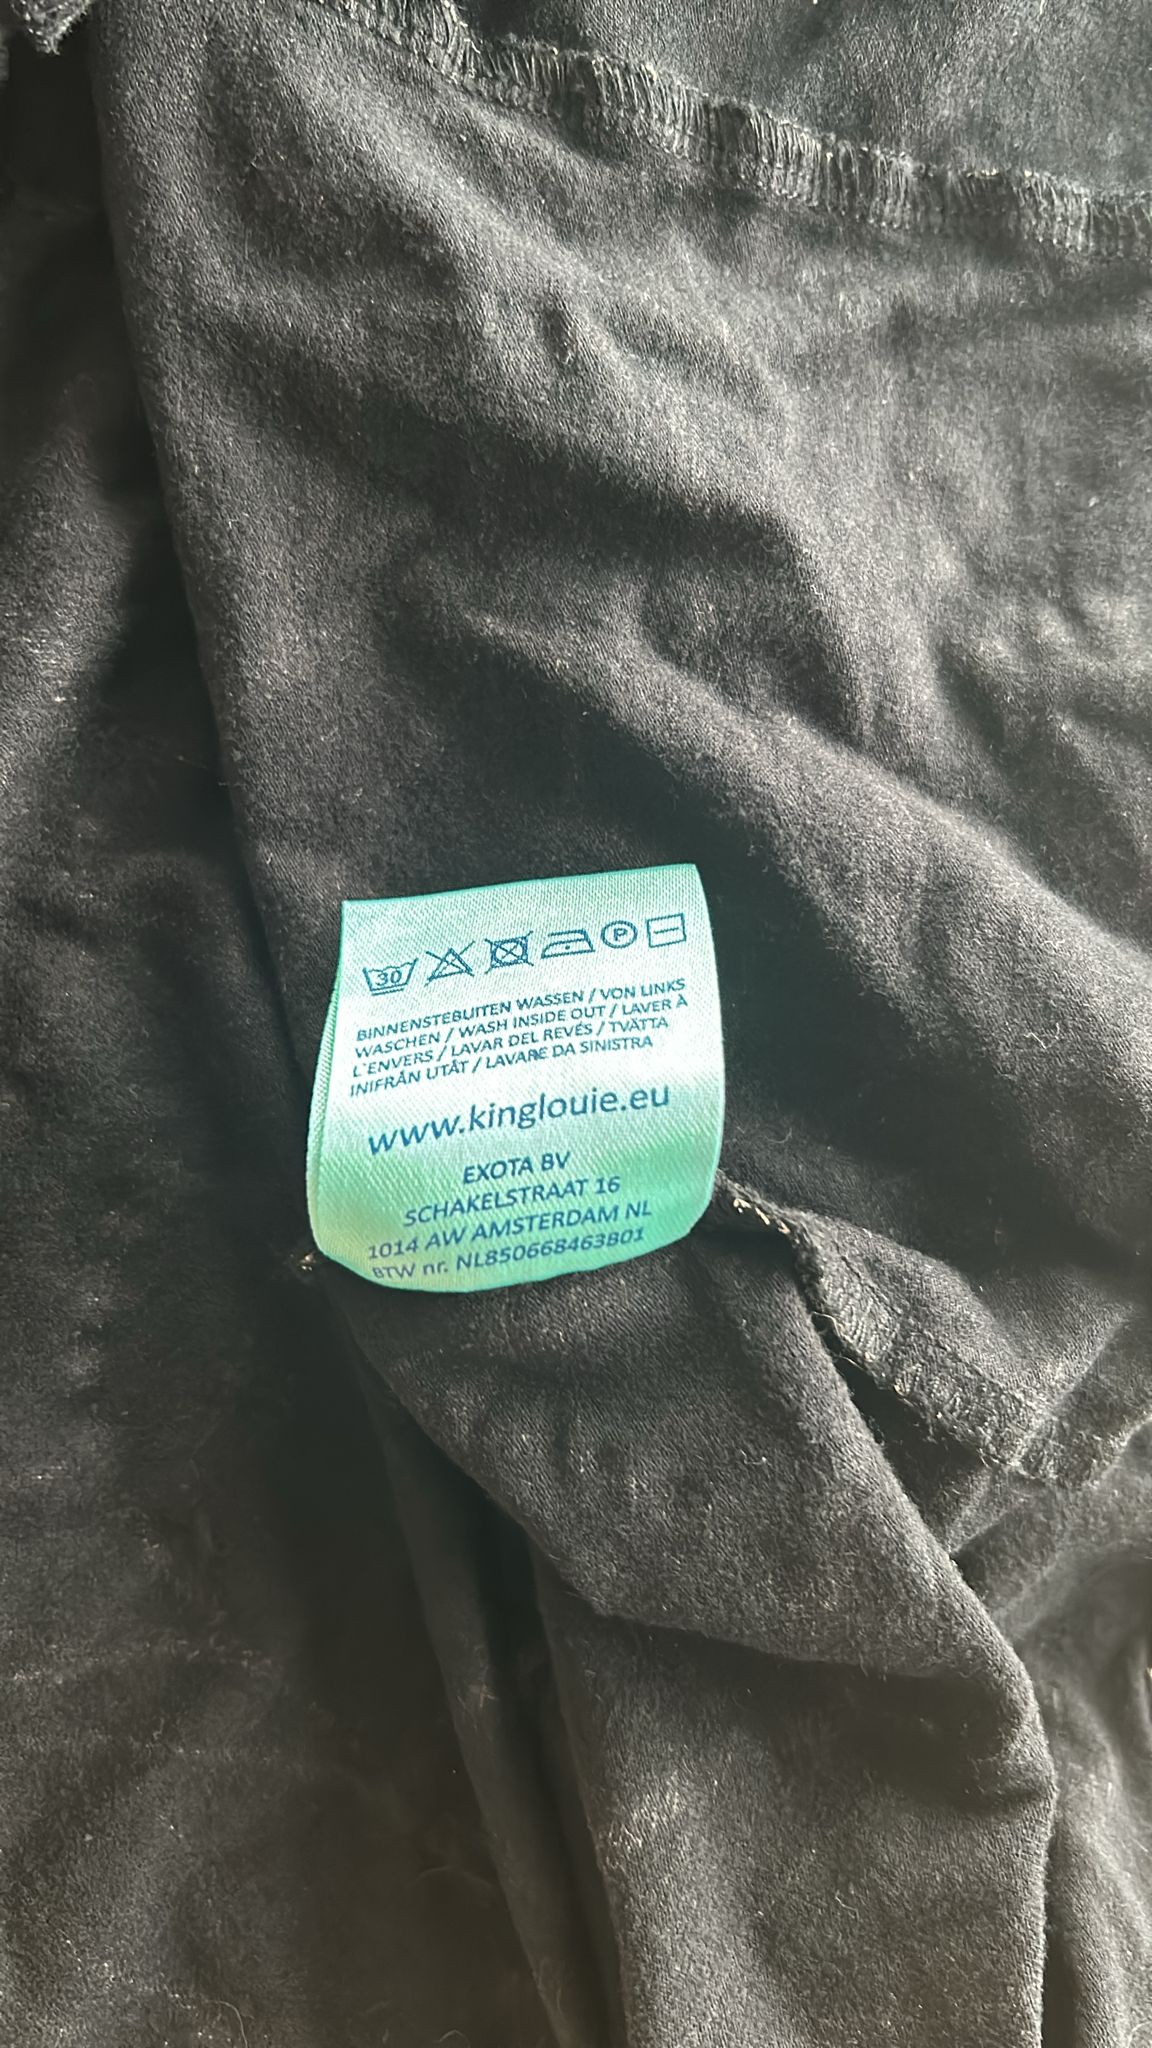 30 P
BINNENSTEBUITEN WASSEN / VON LINKS
WASCHEN / WASH INSIDE OUT / LAVER À
L'ENVERS / LAVAR DEL REVÉS / TVÄTTA
INIFRÅN UTÅT / LAVARE DA SINISTRA
www.kinglouie.eu
EXOTA BV
SCHAKELSTRAAT 16
1014 AW AMSTERDAM NL
BTW nr. NL850668463B01